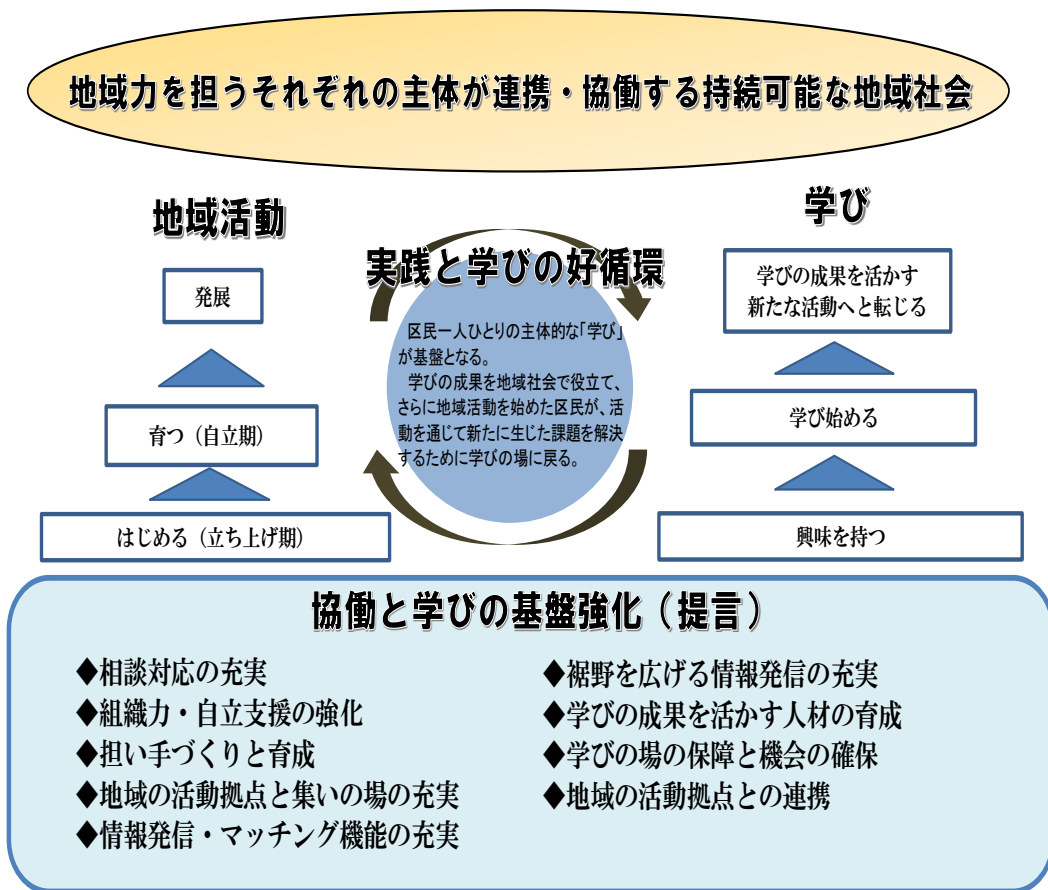 地域力を担うそれぞれの主体が連携・協働する持続可能な地域社会
地域活動
発展
育つ（自立期）
はじめる（立ち上げ期）
実践と学びの好循環
区民一人ひとりの主体的な「学び」
が基盤となる。
学びの成果を地域社会で役立て、
さらに地域活動を始めた区民が、活
動を通じて新たに生じた課題を解決
するために学びの場に戻る。
学び
学びの成果を活かす
新たな活動へと転じる
学び始める
興味を持つ
協働と学びの基盤強化（提言）
◆相談対応の充実
◆組織力・自立支援の強化
◆担い手づくりと育成
◆地域の活動拠点と集いの場の充実
◆情報発信・マッチング機能の充実
◆裾野を広げる情報発信の充実
◆学びの成果を活かす人材の育成
◆学びの場の保障と機会の確保
◆地域の活動拠点との連携